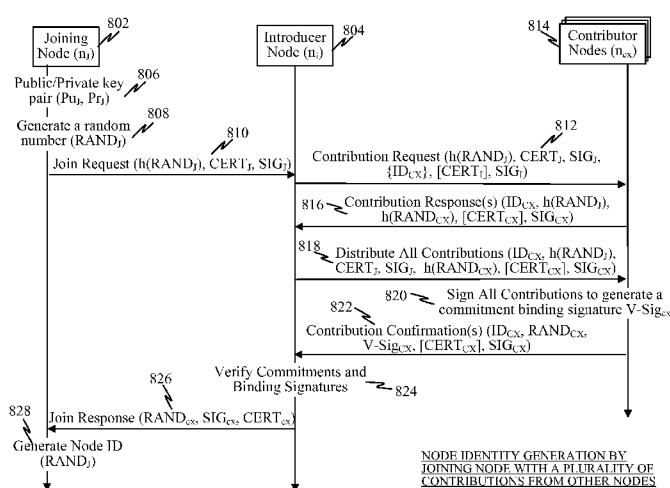 Joining
Node (nJ)
802
Introducer
Node (ni)
804
814
Contributor
Nodes (ncx)
Public/Private key
pair (PuJ, PrJ)
806
808
Generate a random
number (RANDJ)
810
Join Request (h(RANDJ), CERTJ, SIGJ)
812
Contribution Request (h(RANDJ), CERTJ, SIGJ,
{IDCX}, [CERTI], SIGI)
816
Contribution Response(s) (IDCX, h(RANDJ),
h(RANDCX), [CERTCX], SIGCX)
818
Distribute All Contributions (IDCX, h(RANDJ),
CERTJ, SIGJ, h(RANDCX), [CERTCX], SIGCX)
820
Sign All Contributions to generate a
commitment binding signature V-Sigcx
822
Contribution Confirmation(s) (IDCX, RANDCX,
V-SigCX, [CERTCX], SIGCX)
Verify Commitments and
Binding Signatures
824
826
Join Response (RANDcx, SIGcx, CERTcx)
828
Generate Node ID
(RANDJ)
NODE IDENTITY GENERATION BY
JOINING NODE WITH A PLURALITY OF
CONTRIBUTIONS FROM OTHER NODES